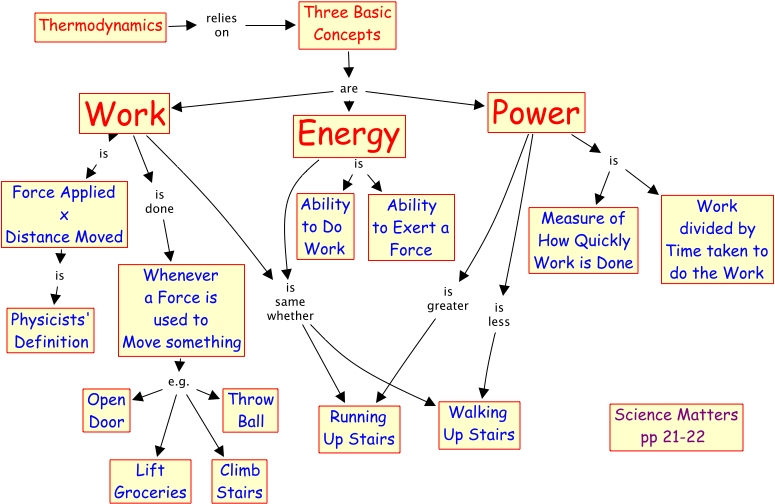 Thermodynamics
relies
on
Three Basic
Concepts
are
Work
Energy
Power
is
Force Applied
x
Distance Moved
is
Physicists'
Definition
is
done
Whenever
a Force is
used to
Move something
e.g.
Open
Door
Throw
Ball
Lift
Groceries
Climb
Stairs
is
Ability
to Do
Work
Ability
to Exert a
Force
is
same
whether
is
Measure of
How Quickly
Work is Done
Work
divided by
Time taken to
do the Work
is
greater
is
less
Running
Up Stairs
Walking
Up Stairs
Science Matters
pp 21-22